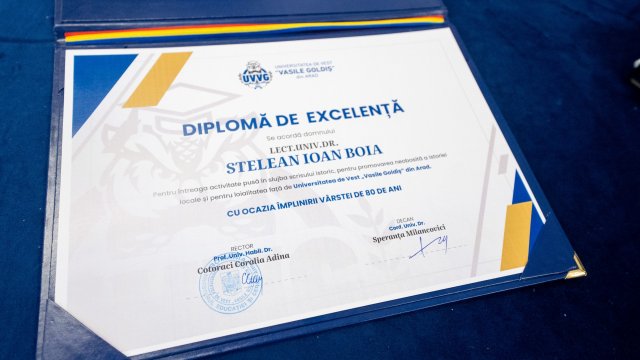 UVVG
UNIVERSITATEA DE VEST
"VASILE GOLDIȘ"
din ARAD
DIPLOMĂ DE EXCELENȚĂ
Se acordă domnului
LECT.UNIV.DR.
STELEAN IOAN BOIA
Pentru întreaga activitate pusă în slujba scrisului istoric, pentru promovarea neobosită a istoriei
locale și pentru loialitatea față de Universitatea de Vest „Vasile Goldiș” din Arad.
CU OCAZIA ÎMPLINIRII VÂRSTEI DE 80 DE ANI
RECTOR
Prof. Univ. Habil. Dr.
Cotoraci Coralia Adina
DECAN
Conf. Univ. Dr.
Speranța Milancovici